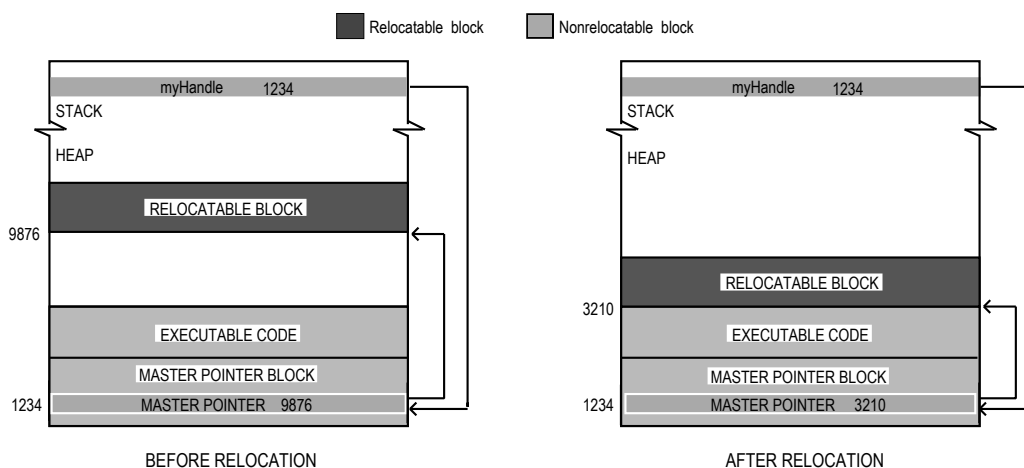 Relocatable block
Nonrelocatable block
myHandle 1234
STACK
HEAP
RELOCATABLE BLOCK
9876
EXECUTABLE CODE
MASTER POINTER BLOCK
1234
MASTER POINTER 9876
BEFORE RELOCATION
myHandle 1234
STACK
HEAP
RELOCATABLE BLOCK
3210
EXECUTABLE CODE
MASTER POINTER BLOCK
1234
MASTER POINTER 3210
AFTER RELOCATION